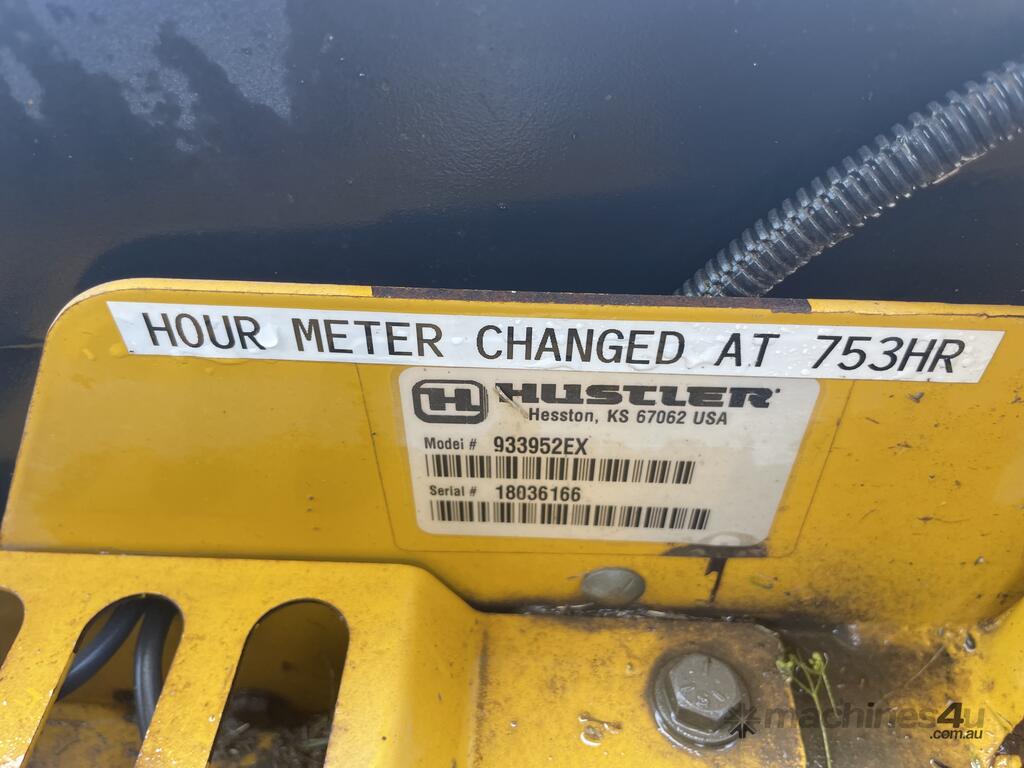 HOUR METER CHANGED AT 753HR
H HUSTLER
Hesston, KS 67062 USA
Model # 933952EX
Serial # 18036166
machines4u
.com.au